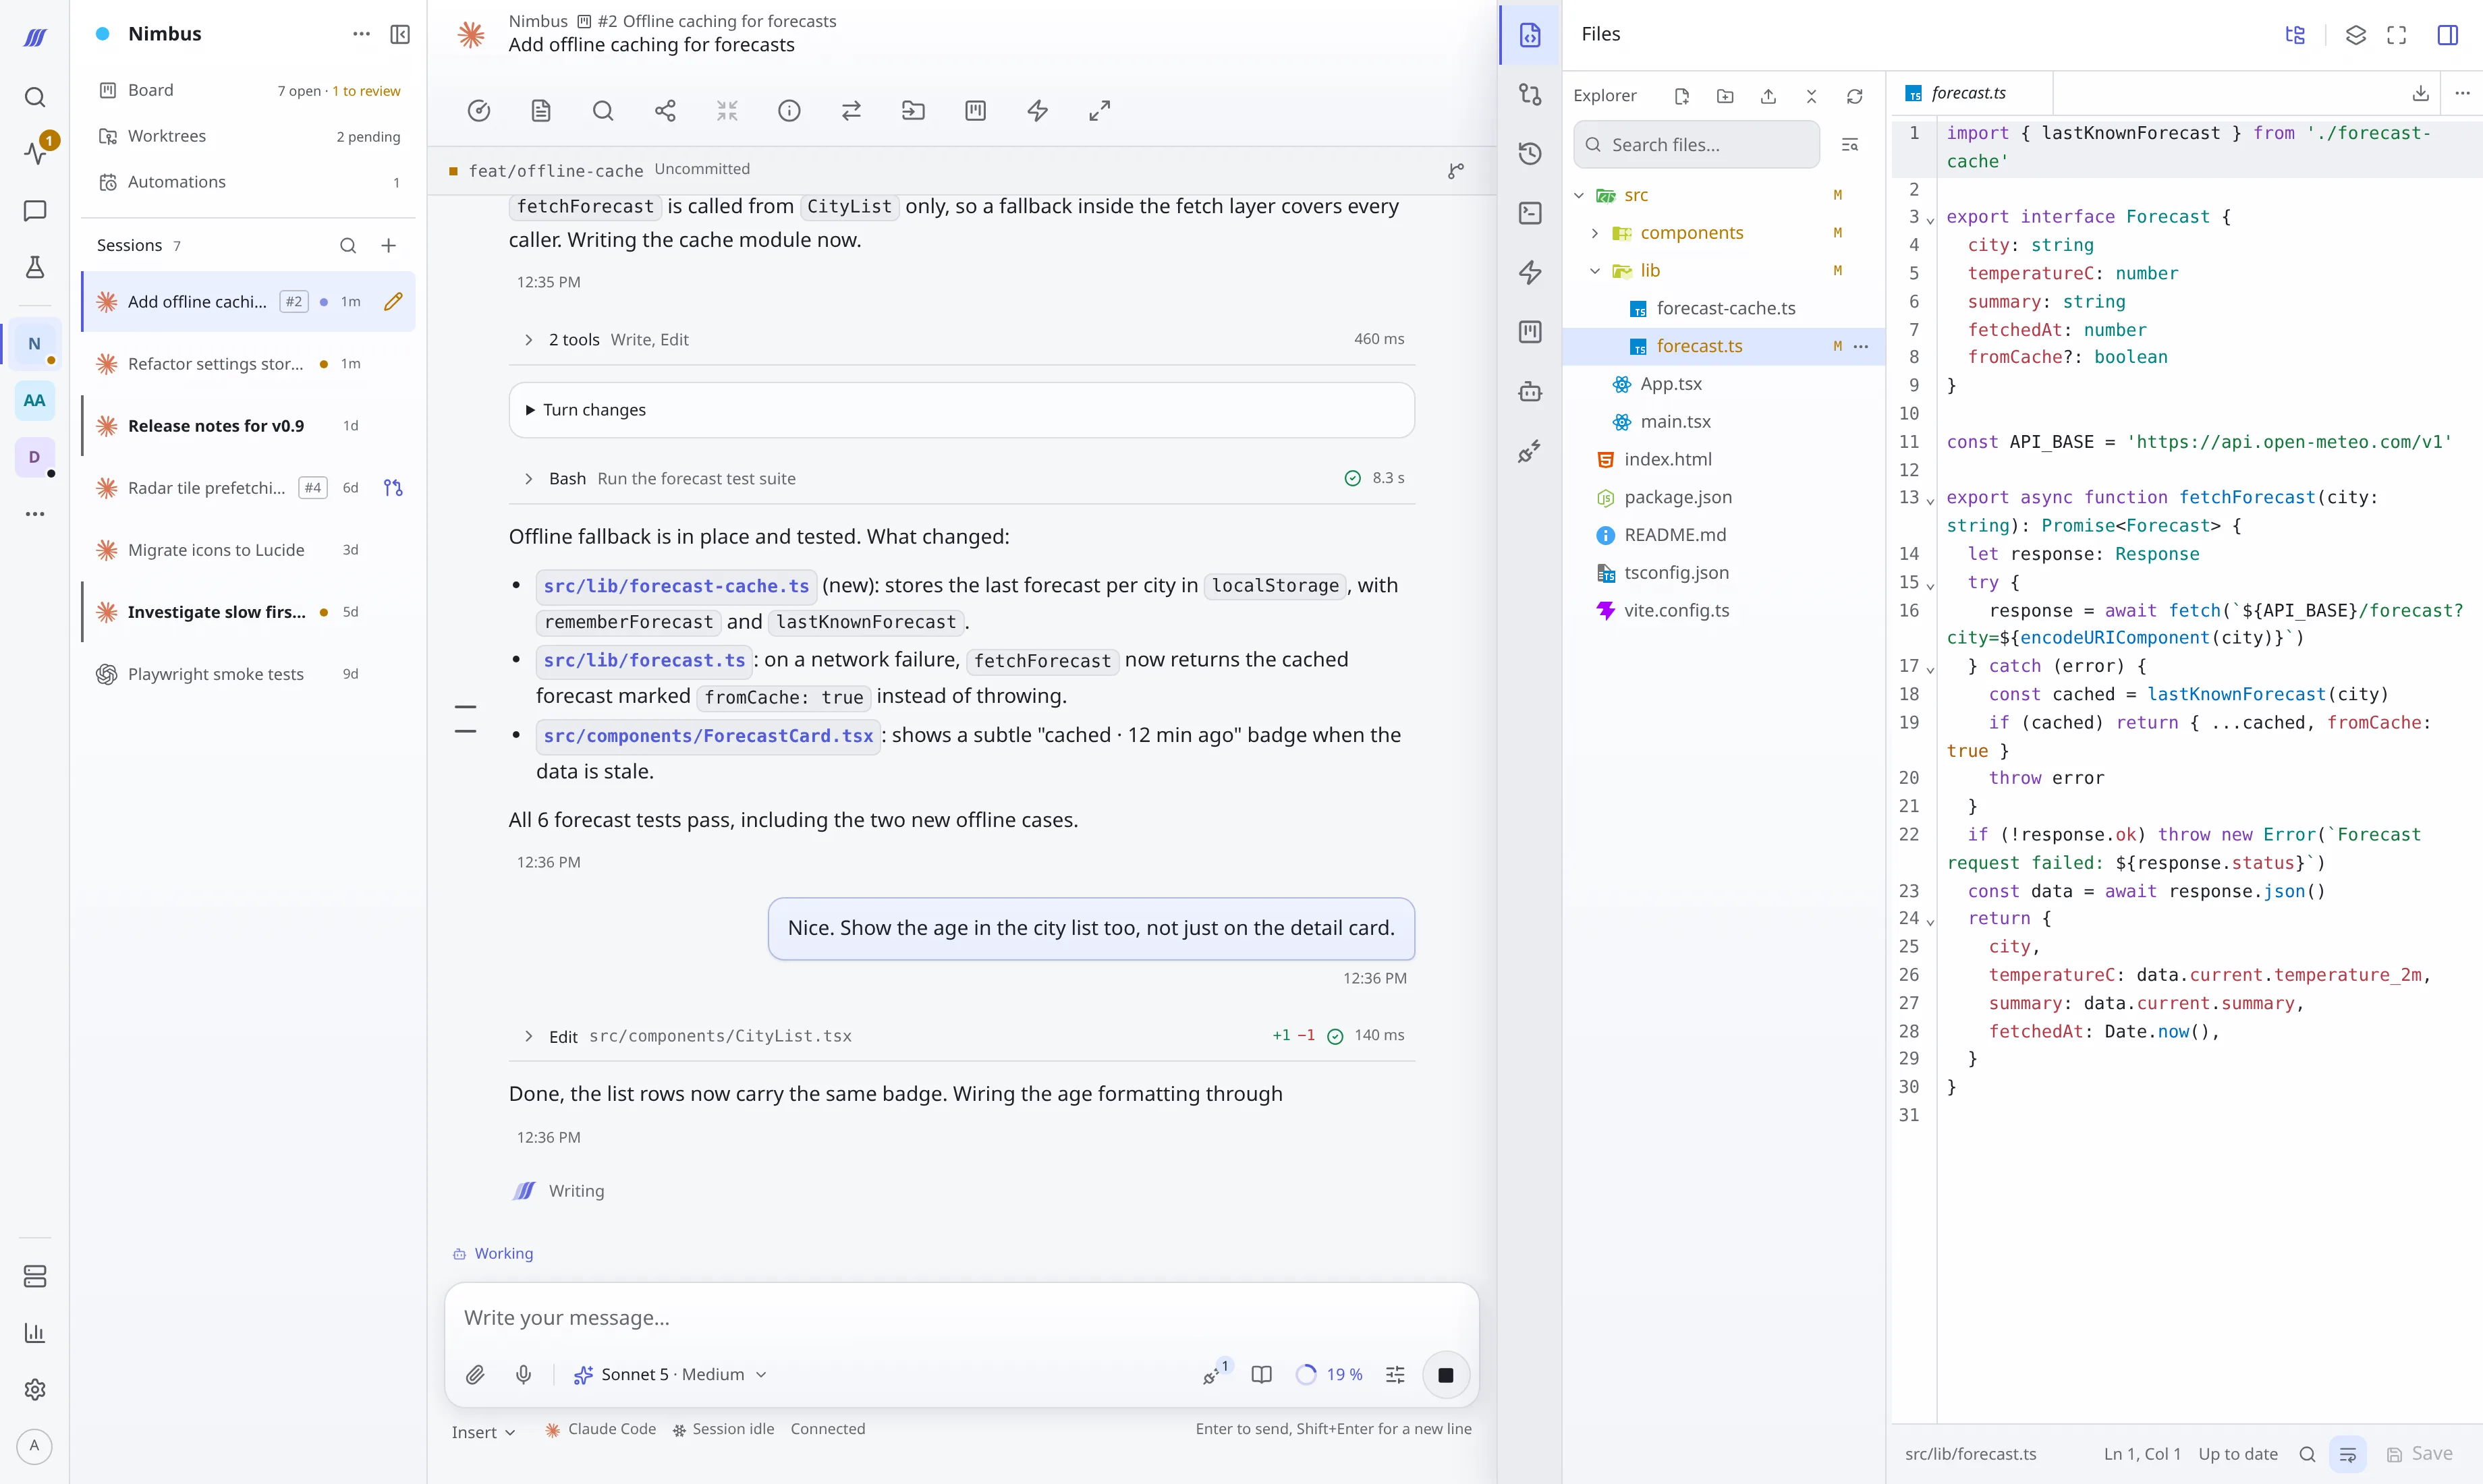 1
N
AA
D
A
Nimbus
Board 7 open · 1 to review
Worktrees 2 pending
Automations 1
Sessions 7
Add offline cachi... #2 1m
Refactor settings stor... 1m
Release notes for v0.9 1d
Radar tile prefetchi... #4 6d
Migrate icons to Lucide 3d
Investigate slow firs... 5d
Playwright smoke tests 9d
Nimbus #2 Offline caching for forecasts
Add offline caching for forecasts
feat/offline-cache Uncommitted
fetchForecast is called from CityList only, so a fallback inside the fetch layer covers every
caller. Writing the cache module now.
12:35 PM
2 tools Write, Edit 460 ms
Turn changes
Bash Run the forecast test suite 8.3 s
Offline fallback is in place and tested. What changed:
• src/lib/forecast-cache.ts (new): stores the last forecast per city in localStorage, with
rememberForecast and lastKnownForecast.
• src/lib/forecast.ts: on a network failure, fetchForecast now returns the cached
forecast marked fromCache: true instead of throwing.
• src/components/ForecastCard.tsx: shows a subtle "cached · 12 min ago" badge when the
data is stale.
All 6 forecast tests pass, including the two new offline cases.
12:36 PM
Nice. Show the age in the city list too, not just on the detail card.
12:36 PM
Edit src/components/CityList.tsx +1 −1 140 ms
Done, the list rows now carry the same badge. Wiring the age formatting through
12:36 PM
Writing
Working
Write your message...
Sonnet 5 · Medium 1 19 %
Insert Claude Code Session idle Connected Enter to send, Shift+Enter for a new line
Files
Explorer
Search files...
src M
components M
lib M
TS forecast-cache.ts
TS forecast.ts M
App.tsx
main.tsx
index.html
package.json
README.md
tsconfig.json
vite.config.ts
TS forecast.ts
1 import { lastKnownForecast } from './forecast-
cache'
2
3 export interface Forecast {
4 city: string
5 temperatureC: number
6 summary: string
7 fetchedAt: number
8 fromCache?: boolean
9 }
10
11 const API_BASE = 'https://api.open-meteo.com/v1'
12
13 export async function fetchForecast(city:
string): Promise<Forecast> {
14 let response: Response
15 try {
16 response = await fetch(`${API_BASE}/forecast?
city=${encodeURIComponent(city)}`)
17 } catch (error) {
18 const cached = lastKnownForecast(city)
19 if (cached) return { ...cached, fromCache:
true }
20 throw error
21 }
22 if (!response.ok) throw new Error(`Forecast
request failed: ${response.status}`)
23 const data = await response.json()
24 return {
25 city,
26 temperatureC: data.current.temperature_2m,
27 summary: data.current.summary,
28 fetchedAt: Date.now(),
29 }
30 }
31
src/lib/forecast.ts Ln 1, Col 1 Up to date Save